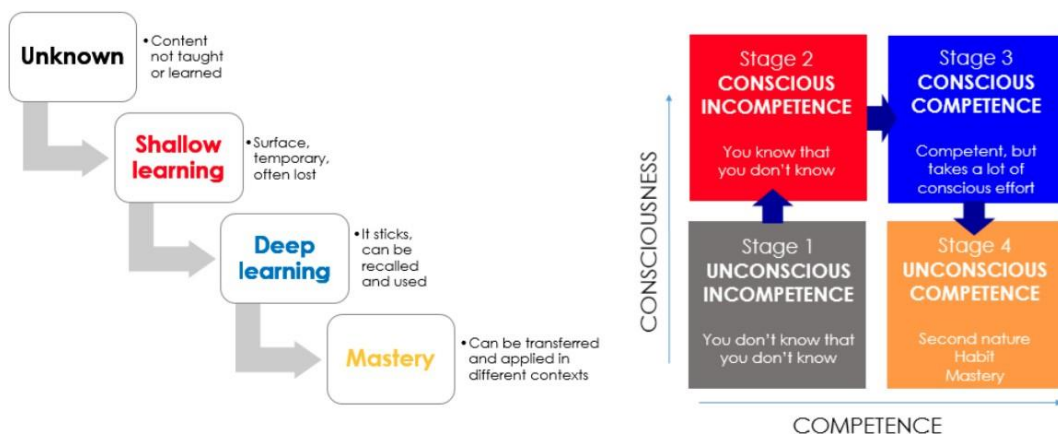 Unknown
•Content
not taught
or learned
Shallow
learning
•Surface,
temporary,
often lost
Deep
learning
•It sticks,
can be
recalled
and used
Mastery
•Can be transferred
and applied in
different contexts
CONSCIOUSNESS
Stage 2
CONSCIOUS
INCOMPETENCE
You know that
you don't know
Stage 3
CONSCIOUS
COMPETENCE
Competent, but
takes a lot of
conscious effort
Stage 1
UNCONSCIOUS
INCOMPETENCE
You don't know that
you don't know
Stage 4
UNCONSCIOUS
COMPETENCE
Second nature
Habit
Mastery
COMPETENCE